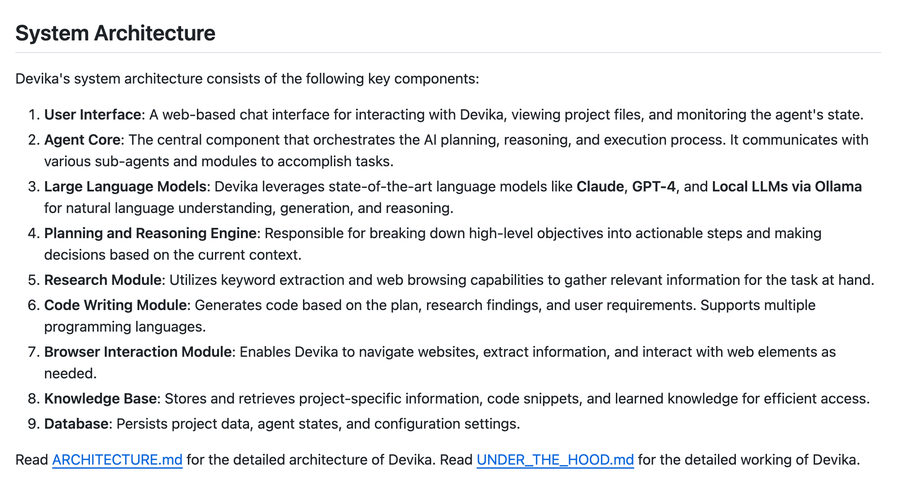 System Architecture
Devika's system architecture consists of the following key components:
1. User Interface: A web-based chat interface for interacting with Devika, viewing project files, and monitoring the agent's state.
2. Agent Core: The central component that orchestrates the AI planning, reasoning, and execution process. It communicates with
various sub-agents and modules to accomplish tasks.
3. Large Language Models: Devika leverages state-of-the-art language models like Claude, GPT-4, and Local LLMs via Ollama
for natural language understanding, generation, and reasoning.
4. Planning and Reasoning Engine: Responsible for breaking down high-level objectives into actionable steps and making
decisions based on the current context.
5. Research Module: Utilizes keyword extraction and web browsing capabilities to gather relevant information for the task at hand.
6. Code Writing Module: Generates code based on the plan, research findings, and user requirements. Supports multiple
programming languages.
7. Browser Interaction Module: Enables Devika to navigate websites, extract information, and interact with web elements as
needed.
8. Knowledge Base: Stores and retrieves project-specific information, code snippets, and learned knowledge for efficient access.
9. Database: Persists project data, agent states, and configuration settings.
Read ARCHITECTURE.md for the detailed architecture of Devika. Read UNDER_THE_HOOD.md for the detailed working of Devika.